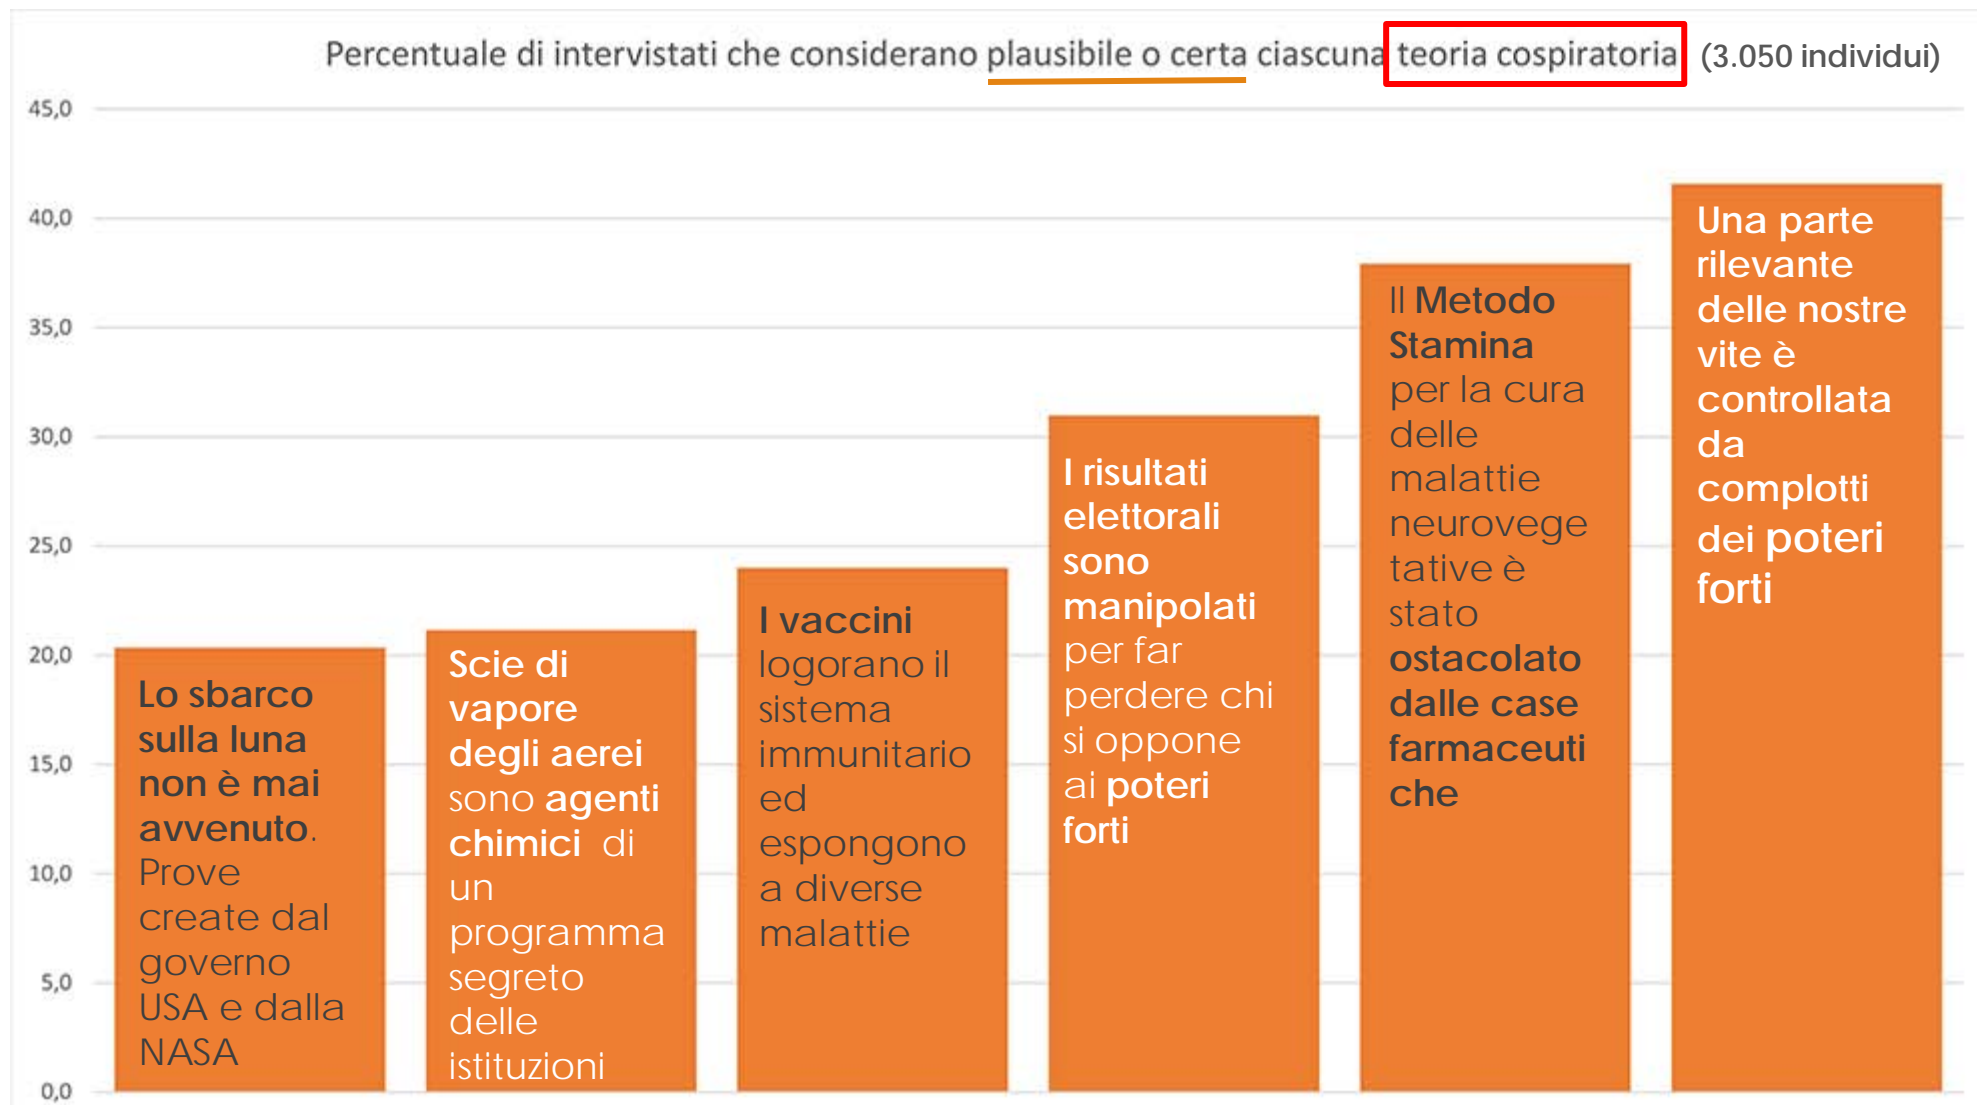 Percentuale di intervistati che considerano plausibile o certa ciascuna teoria cospiratoria (3.050 individui)
45,0
40,0
35,0
30,0
25,0
20,0
15,0
10,0
5,0
0,0
Lo sbarco
sulla luna
non è mai
avvenuto.
Prove
create dal
governo
USA e dalla
NASA
Scie di
vapore
degli aerei
sono agenti
chimici di
un
programma
segreto
delle
istituzioni
I vaccini
logorano il
sistema
immunitario
ed
espongono
a diverse
malattie
I risultati
elettorali
sono
manipolati
per far
perdere chi
si oppone
ai poteri
forti
Il Metodo
Stamina
per la cura
delle
malattie
neurovege
tative è
stato
ostacolato
dalle case
farmaceuti
che
Una parte
rilevante
delle nostre
vite è
controllata
da
complotti
dei poteri
forti